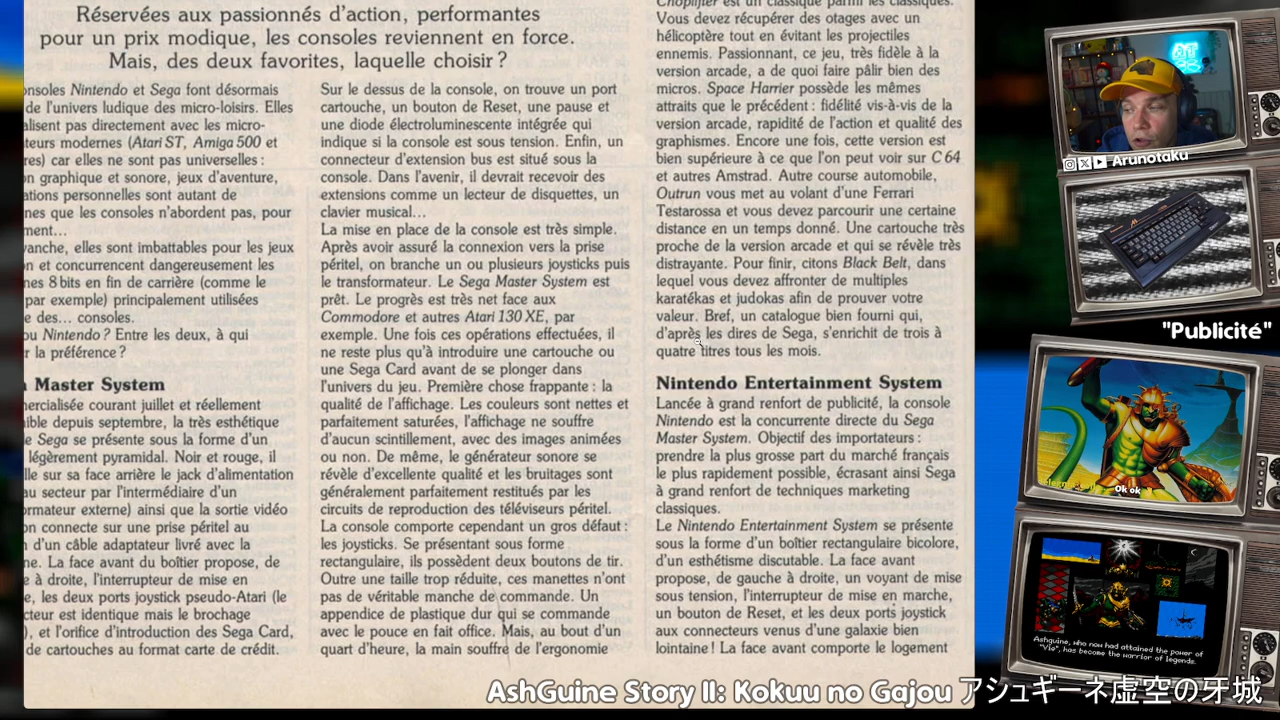 Réservées aux passionnés d'action, performantes
pour un prix modique, les consoles reviennent en force.
Mais, des deux favorites, laquelle choisir ?
onsoles Nintendo et Sega font désormais
de l'univers ludique des micro-loisirs. Elles
alisent pas directement avec les micro-
teurs modernes (Atari ST, Amiga 500 et
res) car elles ne sont pas universelles :
on graphique et sonore, jeux d'aventure,
ations personnelles sont autant de
nes que les consoles n'abordent pas, pour
ment...
vanche, elles sont imbattables pour les jeux
n et concurrencent dangereusement les
nes 8 bits en fin de carrière (comme le
par exemple) principalement utilisées
e des... consoles.
ou Nintendo ? Entre les deux, à qui
r la préférence ?
Master System
ercialisée courant juillet et réellement
ible depuis septembre, la très esthétique
e Sega se présente sous la forme d'un
légèrement pyramidal. Noir et rouge, il
lle sur sa face arrière le jack d'alimentation
au secteur par l'intermédiaire d'un
ormateur externe) ainsi que la sortie vidéo
on connecte sur une prise péritel au
n d'un câble adaptateur livré avec la
ne. La face avant du boîtier propose, de
e à droite, l'interrupteur de mise en
e, les deux ports joystick pseudo-Atari (le
cteur est identique mais le brochage
), et l'orifice d'introduction des Sega Card,
de cartouches au format carte de crédit.
Sur le dessus de la console, on trouve un port
cartouche, un bouton de Reset, une pause et
une diode électroluminescente intégrée qui
indique si la console est sous tension. Enfin, un
connecteur d'extension bus est situé sous la
console. Dans l'avenir, il devrait recevoir des
extensions comme un lecteur de disquettes, un
clavier musical...
La mise en place de la console est très simple.
Après avoir assuré la connexion vers la prise
péritel, on branche un ou plusieurs joysticks puis
le transformateur. Le Sega Master System est
prêt. Le progrès est très net face aux
Commodore et autres Atari 130 XE, par
exemple. Une fois ces opérations effectuées, il
ne reste plus qu'à introduire une cartouche ou
une Sega Card avant de se plonger dans
l'univers du jeu. Première chose frappante : la
qualité de l'affichage. Les couleurs sont nettes et
parfaitement saturées, l'affichage ne souffre
d'aucun scintillement, avec des images animées
ou non. De même, le générateur sonore se
révèle d'excellente qualité et les bruitages sont
généralement parfaitement restitués par les
circuits de reproduction des téléviseurs péritel.
La console comporte cependant un gros défaut :
les joysticks. Se présentant sous forme
rectangulaire, ils possèdent deux boutons de tir.
Outre une taille trop réduite, ces manettes n'ont
pas de véritable manche de commande. Un
appendice de plastique dur qui se commande
avec le pouce en fait office. Mais, au bout d'un
quart d'heure, la main souffre de l'ergonomie
Choplifter est un classique parmi les classiques.
Vous devez récupérer des otages avec un
hélicoptère tout en évitant les projectiles
ennemis. Passionnant, ce jeu, très fidèle à la
version arcade, a de quoi faire pâlir bien des
micros. Space Harrier possède les mêmes
attraits que le précédent : fidélité vis-à-vis de la
version arcade, rapidité de l'action et qualité des
graphismes. Encore une fois, cette version est
bien supérieure à ce que l'on peut voir sur C 64
et autres Amstrad. Autre course automobile,
Outrun vous met au volant d'une Ferrari
Testarossa et vous devez parcourir une certaine
distance en un temps donné. Une cartouche très
proche de la version arcade et qui se révèle très
distrayante. Pour finir, citons Black Belt, dans
lequel vous devez affronter de multiples
karatékas et judokas afin de prouver votre
valeur. Bref, un catalogue bien fourni qui,
d'après les dires de Sega, s'enrichit de trois à
quatre titres tous les mois.
Nintendo Entertainment System
Lancée à grand renfort de publicité, la console
Nintendo est la concurrente directe du Sega
Master System. Objectif des importateurs :
prendre la plus grosse part du marché français
le plus rapidement possible, écrasant ainsi Sega
à grand renfort de techniques marketing
classiques.
Le Nintendo Entertainment System se présente
sous la forme d'un boîtier rectangulaire bicolore,
d'un esthétisme discutable. La face avant
propose, de gauche à droite, un voyant de mise
sous tension, l'interrupteur de mise en marche,
un bouton de Reset, et les deux ports joystick
aux connecteurs venus d'une galaxie bien
lointaine ! La face avant comporte le logement
AT
Arunotaku
"Publicité"
Ok ok
Ashguine, who now had attained the power of
"Vie", has become the warrior of legends.
AshGuine Story II: Kokuu no Gajou アシュギーネ虚空の牙城